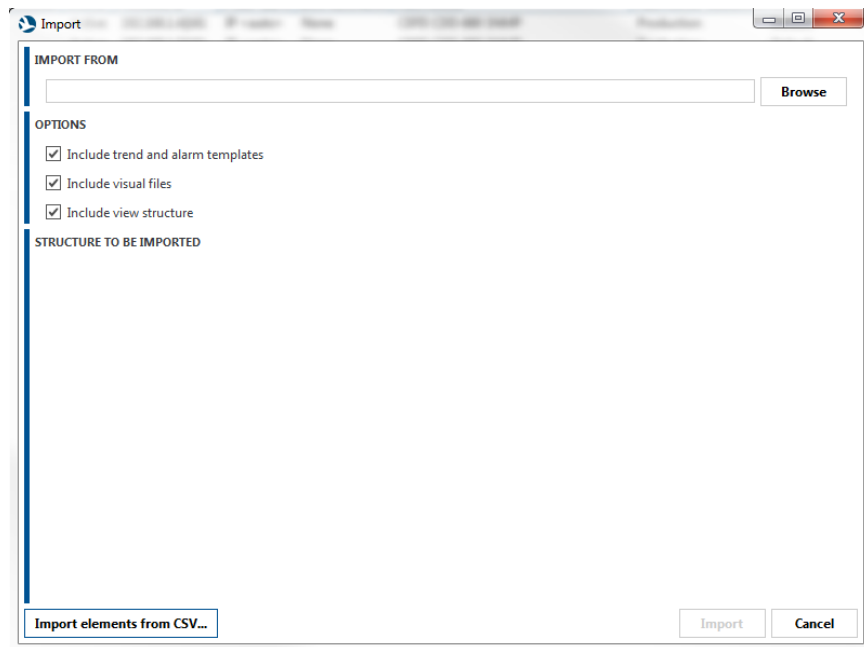 Import
IMPORT FROM
Browse
OPTIONS
Include trend and alarm templates
Include visual files
Include view structure
STRUCTURE TO BE IMPORTED
Import elements from CSV...
Import
Cancel